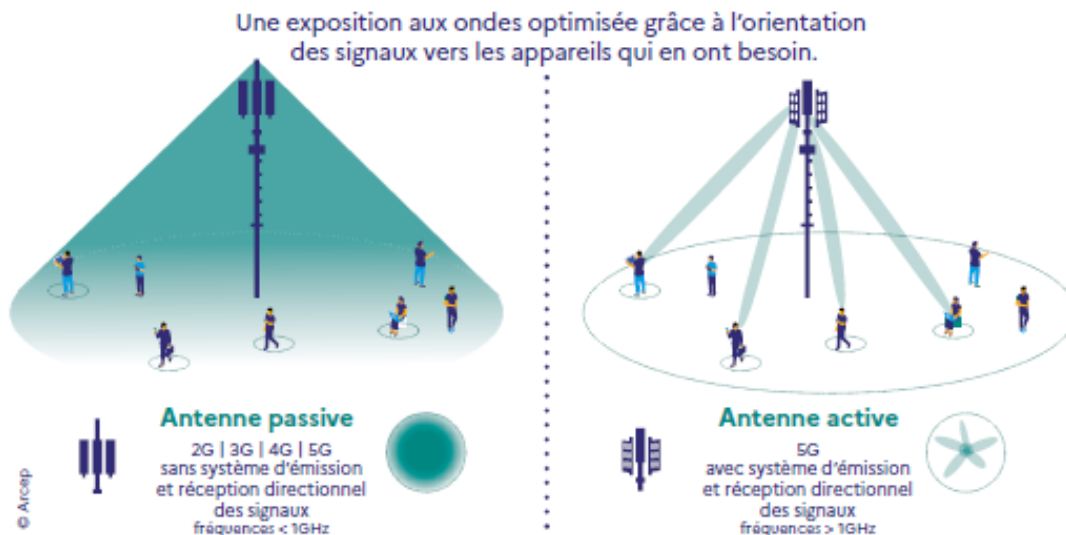 Une exposition aux ondes optimisée grâce à l'orientation
des signaux vers les appareils qui en ont besoin.
Antenne passive
2G | 3G | 4G | 5G
sans système d'émission
et réception directionnel
des signaux
fréquences < 1GHz
Antenne active
5G
avec système d'émission
et réception directionnel
des signaux
fréquences > 1GHz
© Arcep